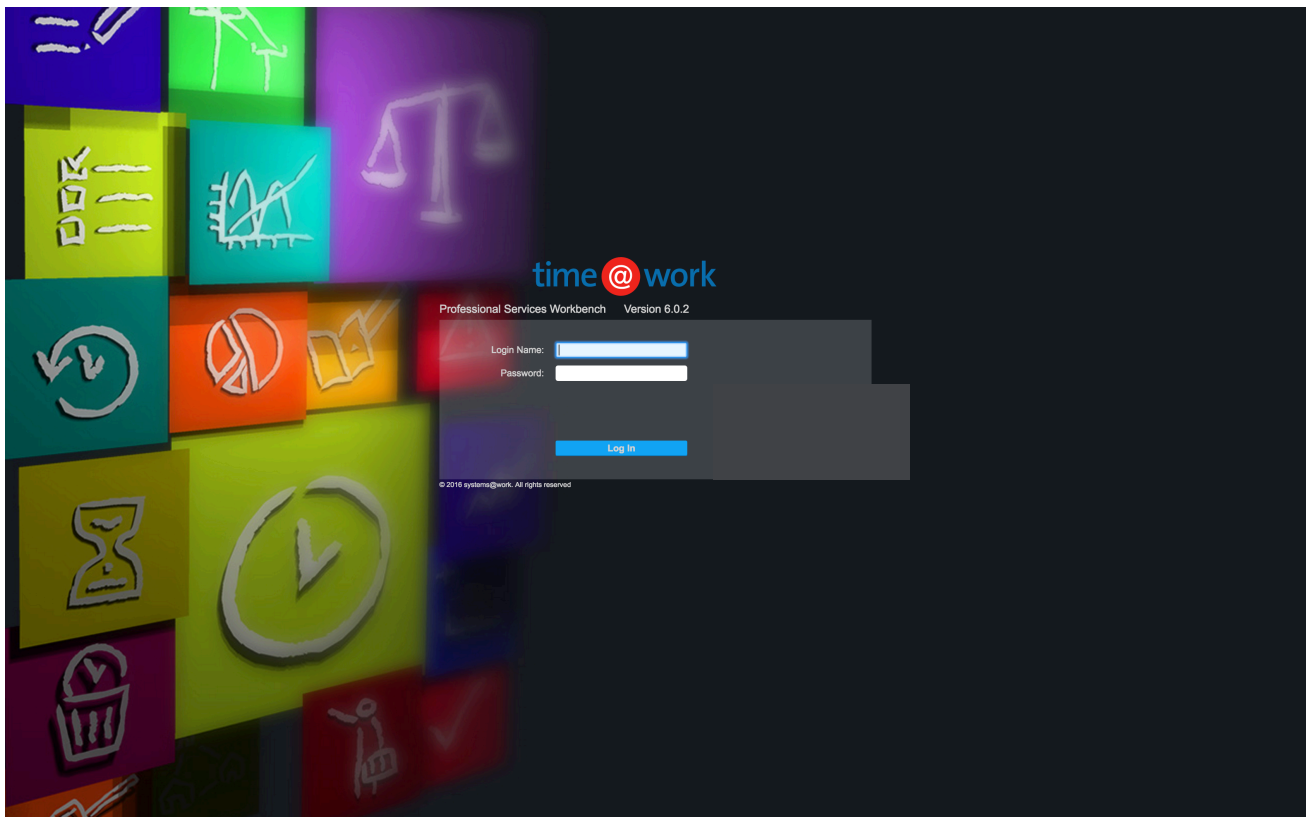 time @ work
Professional Services Workbench Version 6.0.2
Login Name:
Password:
Log In
© 2016 systems@work. All rights reserved